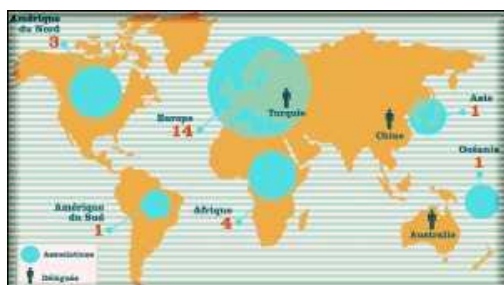 Amérique
du Nord
3
Europe
14
Turquie
Asie
1
Chine
Océanie
1
Amérique
du Sud
1
Afrique
4
Australie
Associations
Délégués